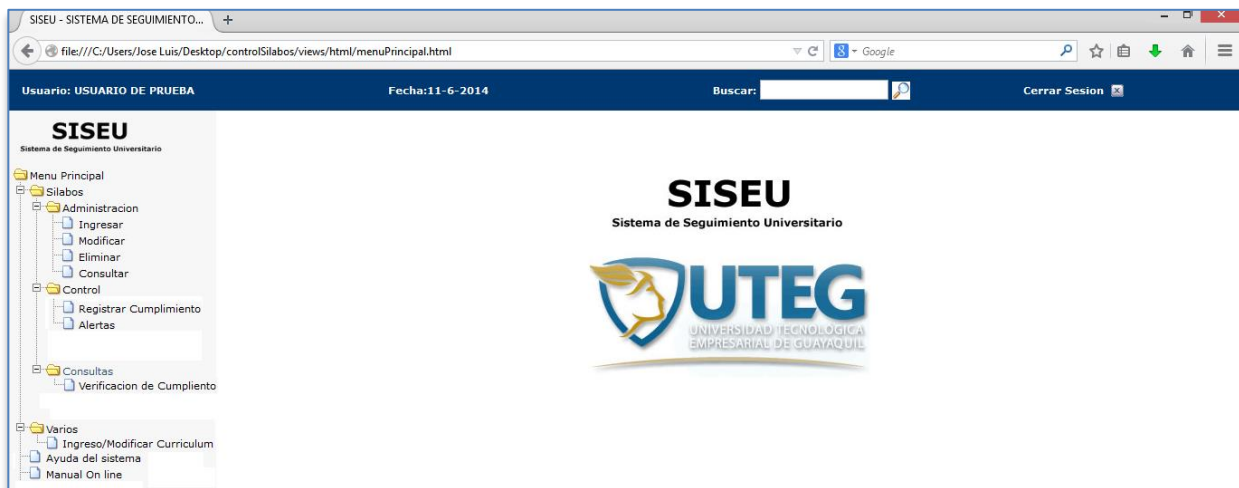 SISEU - SISTEMA DE SEGUIMIENTO...
file:///C:/Users/Jose Luis/Desktop/controlSilabos/views/html/menuPrincipal.html
8 Google
Usuario: USUARIO DE PRUEBA Fecha:11-6-2014 Buscar: Cerrar Sesion
SISEU
Sistema de Seguimiento Universitario
Menu Principal
Silabos
Administracion
Ingresar
Modificar
Eliminar
Consultar
Control
Registrar Cumplimiento
Alertas
Consultas
Verificacion de Cumpliento
Varios
Ingreso/Modificar Curriculum
Ayuda del sistema
Manual On line
SISEU
Sistema de Seguimiento Universitario
UTEG
UNIVERSIDAD TECNOLÓGICA
EMPRESARIAL DE GUAYAQUIL